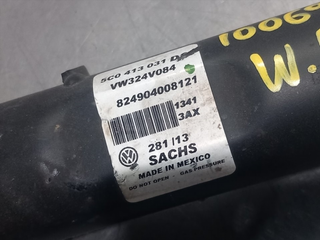 5C0 413 031 D
VW324V084
824904008121
1341
3AX
281 / 13
SACHS
MADE IN MEXICO
DO NOT OPEN GAS PRESSURE